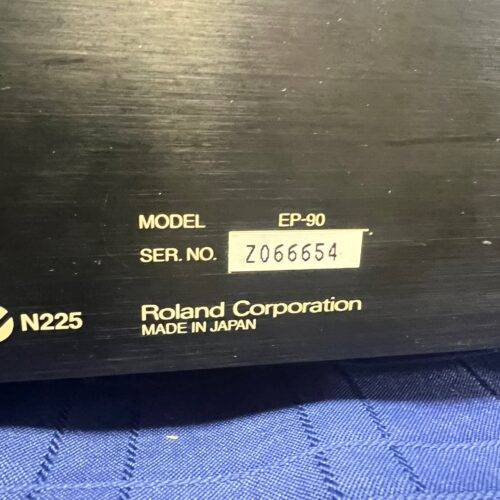 MODEL EP-90
SER. NO. Z066654
N225
Roland Corporation
MADE IN JAPAN